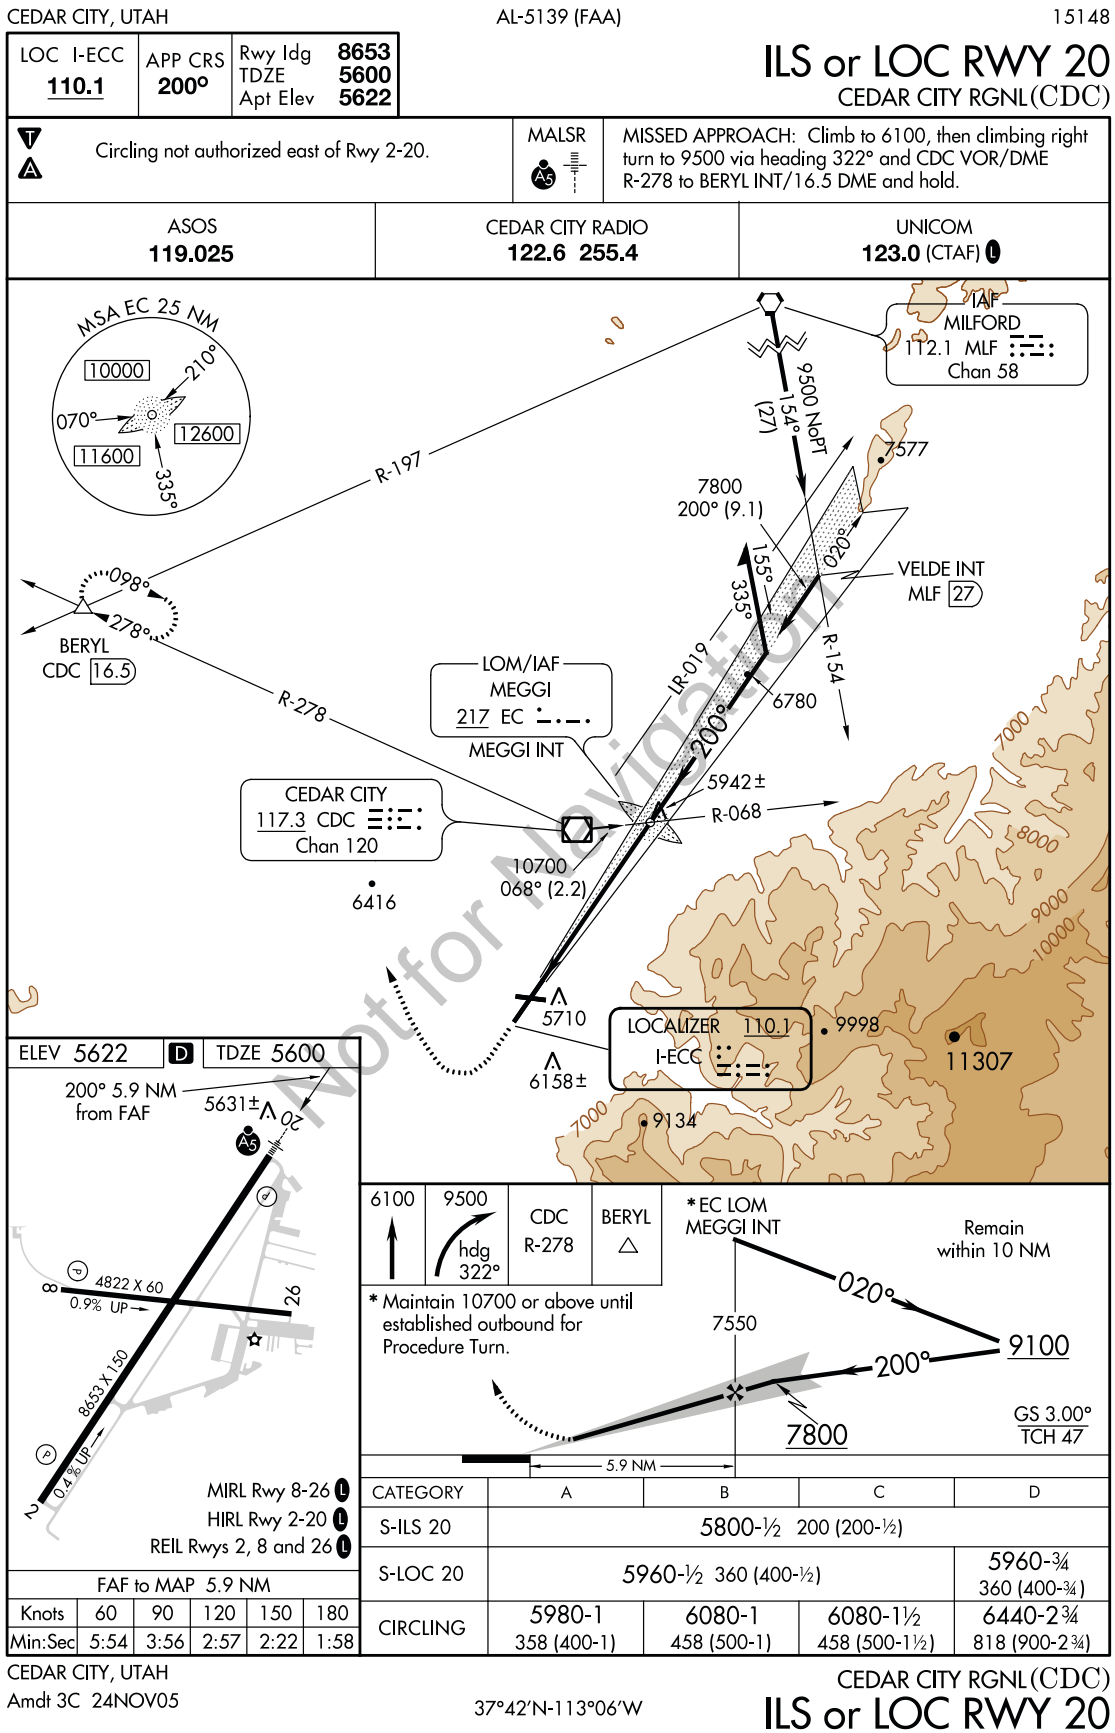 CEDAR CITY, UTAH
AL-5139 (FAA)
15148
LOC I-ECC
110.1
APP CRS
200°
Rwy ldg 8653
TDZE 5600
Apt Elev 5622
ILS or LOC RWY 20
CEDAR CITY RGNL (CDC)
T
A
Circling not authorized east of Rwy 2-20.
MALSR
A5
MISSED APPROACH: Climb to 6100, then climbing right
turn to 9500 via heading 322° and CDC VOR/DME
R-278 to BERYL INT/16.5 DME and hold.
ASOS
119.025
CEDAR CITY RADIO
122.6 255.4
UNICOM
123.0 (CTAF) L
MSA EC 25 NM
10000
210°
070°
12600
11600
335°
IAF
MILFORD
112.1 MLF
Chan 58
9500 NoPT
154°
(27)
R-197
7577
7800
200° (9.1)
020°
155°
335°
VELDE INT
MLF 27
098°
278°
BERYL
CDC 16.5
LR-019
R-154
LOM/IAF
MEGGI
217 EC
MEGGI INT
6780
R-278
200°
7000
5942±
R-068
CEDAR CITY
117.3 CDC
Chan 120
8000
10700
068° (2.2)
6416
9000
10000
Not for Navigation
5710
LOCALIZER 110.1
I-ECC
9998
11307
6158±
7000
9134
ELEV 5622
D
TDZE 5600
200° 5.9 NM
from FAF
5631±
20
A5
P
P
8
4822 X 60
0.9% UP
26
8653 X 150
P
0.4% UP
2
MIRL Rwy 8-26 L
HIRL Rwy 2-20 L
REIL Rwys 2, 8 and 26 L
FAF to MAP 5.9 NM
Knots 60 90 120 150 180
Min:Sec 5:54 3:56 2:57 2:22 1:58
6100
9500
hdg
322°
CDC
R-278
BERYL
*EC LOM
MEGGI INT
Remain
within 10 NM
* Maintain 10700 or above until
established outbound for
Procedure Turn.
020°
7550
9100
200°
7800
GS 3.00°
TCH 47
5.9 NM
CATEGORY A B C D
S-ILS 20 5800-½ 200 (200-½)
S-LOC 20 5960-½ 360 (400-½) 5960-¾ 360 (400-¾)
CIRCLING 5980-1 6080-1 6080-1½ 6440-2¾
358 (400-1) 458 (500-1) 458 (500-1½) 818 (900-2¾)
CEDAR CITY, UTAH
Amdt 3C 24NOV05
37°42'N-113°06'W
CEDAR CITY RGNL (CDC)
ILS or LOC RWY 20